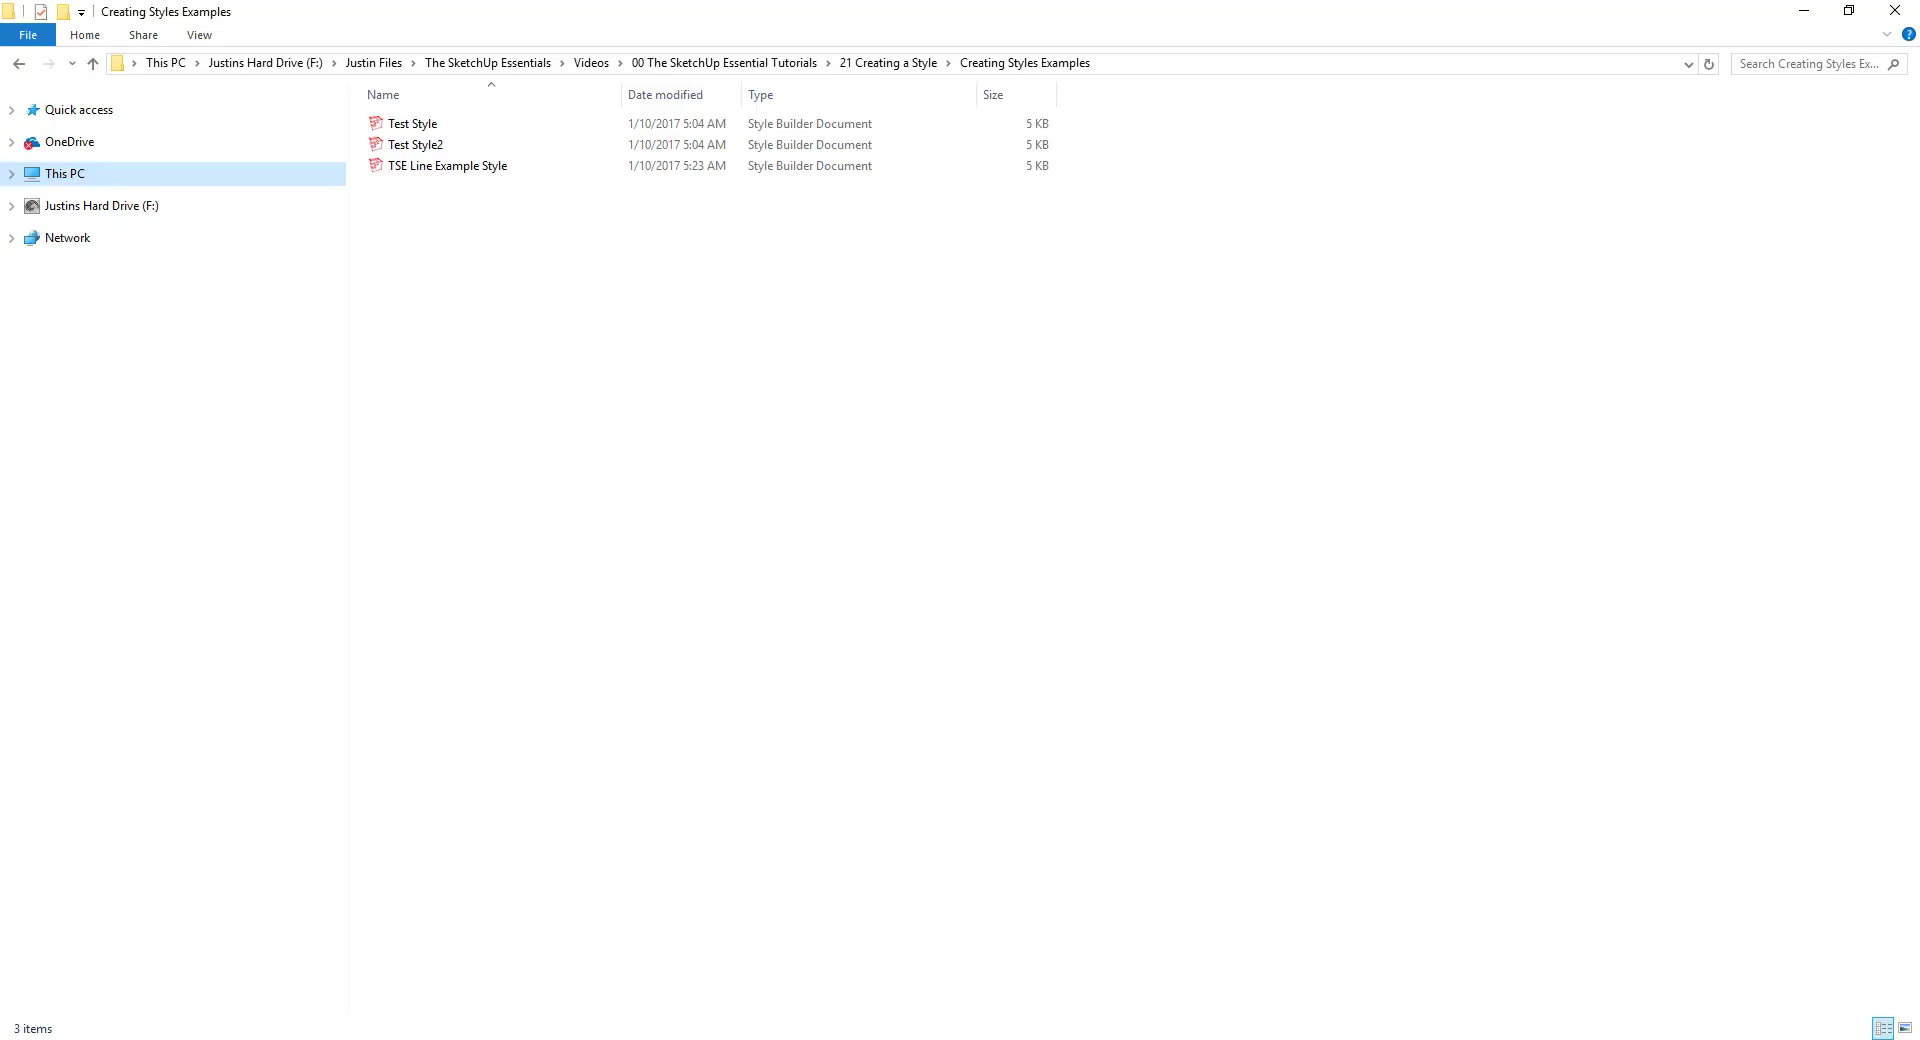 Creating Styles Examples
File Home Share View
This PC Justins Hard Drive (F:) Justin Files The SketchUp Essentials Videos 00 The SketchUp Essential Tutorials 21 Creating a Style Creating Styles Examples Search Creating Styles Ex...
Name Date modified Type Size
Quick access
OneDrive
This PC
Justins Hard Drive (F:)
Network
Test Style 1/10/2017 5:04 AM Style Builder Document 5 KB
Test Style2 1/10/2017 5:04 AM Style Builder Document 5 KB
TSE Line Example Style 1/10/2017 5:23 AM Style Builder Document 5 KB
3 items